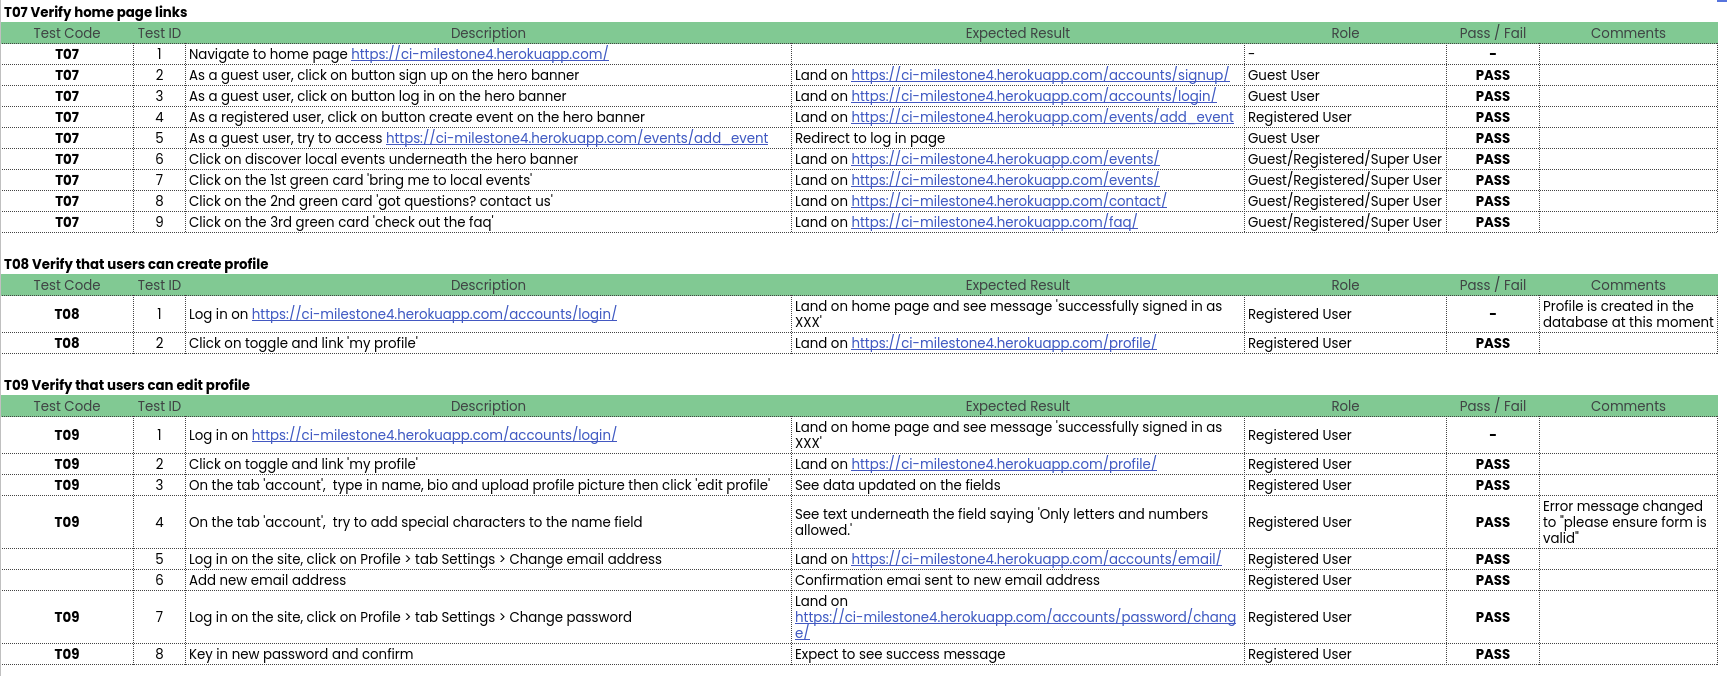 T07 Verify home page links
Test Code Test ID Description Expected Result Role Pass / Fail Comments
T07 1 Navigate to home page https://ci-milestone4.herokuapp.com/ - -
T07 2 As a guest user, click on button sign up on the hero banner Land on https://ci-milestone4.herokuapp.com/accounts/signup/ Guest User PASS
T07 3 As a guest user, click on button log in on the hero banner Land on https://ci-milestone4.herokuapp.com/accounts/login/ Guest User PASS
T07 4 As a registered user, click on button create event on the hero banner Land on https://ci-milestone4.herokuapp.com/events/add_event Registered User PASS
T07 5 As a guest user, try to access https://ci-milestone4.herokuapp.com/events/add_event Redirect to log in page Guest User PASS
T07 6 Click on discover local events underneath the hero banner Land on https://ci-milestone4.herokuapp.com/events/ Guest/Registered/Super User PASS
T07 7 Click on the 1st green card 'bring me to local events' Land on https://ci-milestone4.herokuapp.com/events/ Guest/Registered/Super User PASS
T07 8 Click on the 2nd green card 'got questions? contact us' Land on https://ci-milestone4.herokuapp.com/contact/ Guest/Registered/Super User PASS
T07 9 Click on the 3rd green card 'check out the faq' Land on https://ci-milestone4.herokuapp.com/faq/ Guest/Registered/Super User PASS
T08 Verify that users can create profile
Test Code Test ID Description Expected Result Role Pass / Fail Comments
T08 1 Log in on https://ci-milestone4.herokuapp.com/accounts/login/ Land on home page and see message 'successfully signed in as
XXX' Registered User - Profile is created in the
database at this moment
T08 2 Click on toggle and link 'my profile' Land on https://ci-milestone4.herokuapp.com/profile/ Registered User PASS
T09 Verify that users can edit profile
Test Code Test ID Description Expected Result Role Pass / Fail Comments
T09 1 Log in on https://ci-milestone4.herokuapp.com/accounts/login/ Land on home page and see message 'successfully signed in as
XXX' Registered User -
T09 2 Click on toggle and link 'my profile' Land on https://ci-milestone4.herokuapp.com/profile/ Registered User PASS
T09 3 On the tab 'account', type in name, bio and upload profile picture then click 'edit profile' See data updated on the fields Registered User PASS
T09 4 On the tab 'account', try to add special characters to the name field See text underneath the field saying 'Only letters and numbers
allowed.' Registered User PASS Error message changed
to "please ensure form is
valid"
5 Log in on the site, click on Profile > tab Settings > Change email address Land on https://ci-milestone4.herokuapp.com/accounts/email/ Registered User PASS
6 Add new email address Confirmation emai sent to new email address Registered User PASS
T09 7 Log in on the site, click on Profile > tab Settings > Change password Land on
https://ci-milestone4.herokuapp.com/accounts/password/chang
e/ Registered User PASS
T09 8 Key in new password and confirm Expect to see success message Registered User PASS